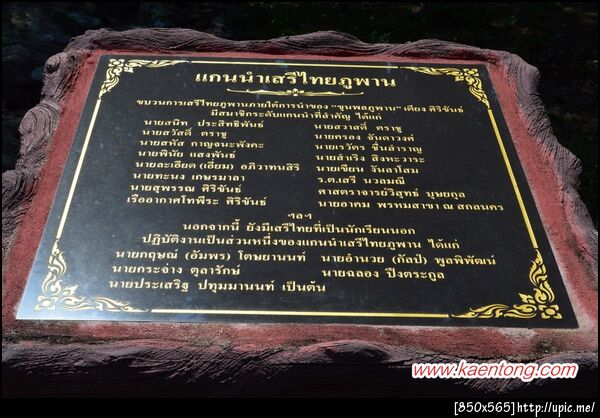 แกนนำเสรีไทยภูพาน
ขบวนการเสรีไทยภูพานภายใต้การนำของ "ขุนพลภูพาน" เตียง ศิริขันธ์
มีสมาชิกระดับแกนนำที่สำคัญ ได้แก่
นายสนิท ประสิทธิพันธ์ นายสวาสดิ์ ตราชู
นายสวัสดิ์ ตราชู นายครอง จันดาวงศ์
นายสหัส กาญจนะพังคะ นายเรวัตร ชื่นสำราญ
นายพินัย แสงพันธ์ นายสำเริง สิงหะวาระ
นายละเอียด (เอี่ยม) อภิวาทนสิริ นายเขียน จันลาโสม
นายทะนง เกษรมาลา ร.ต.เสรี นวลมณี
นายสุพรรณ ศิริขันธ์ ศาสตราจารย์วิสุทธ์ บุษยกุล
เรืออากาศโทพีระ ศิริขันธ์ นายอาคม พรหมสาขา ณ สกลนคร
ฯลฯ
นอกจากนี้ ยังมีเสรีไทยที่เป็นนักเรียนนอก
ปฏิบัติงานเป็นส่วนหนึ่งของแกนนำเสรีไทยภูพาน ได้แก่
นายกฤษณ์ (อัมพร) โตษยานนท์ นายอำนวย (กัลป์) พูลพิพัฒน์
นายกระจ่าง ตุลารักษ์ นายฉลอง ปึงตระกูล
นายประเสริฐ ปทุมมานนท์ เป็นต้น
www.kaentong.com
[850x565] http://upic.me/